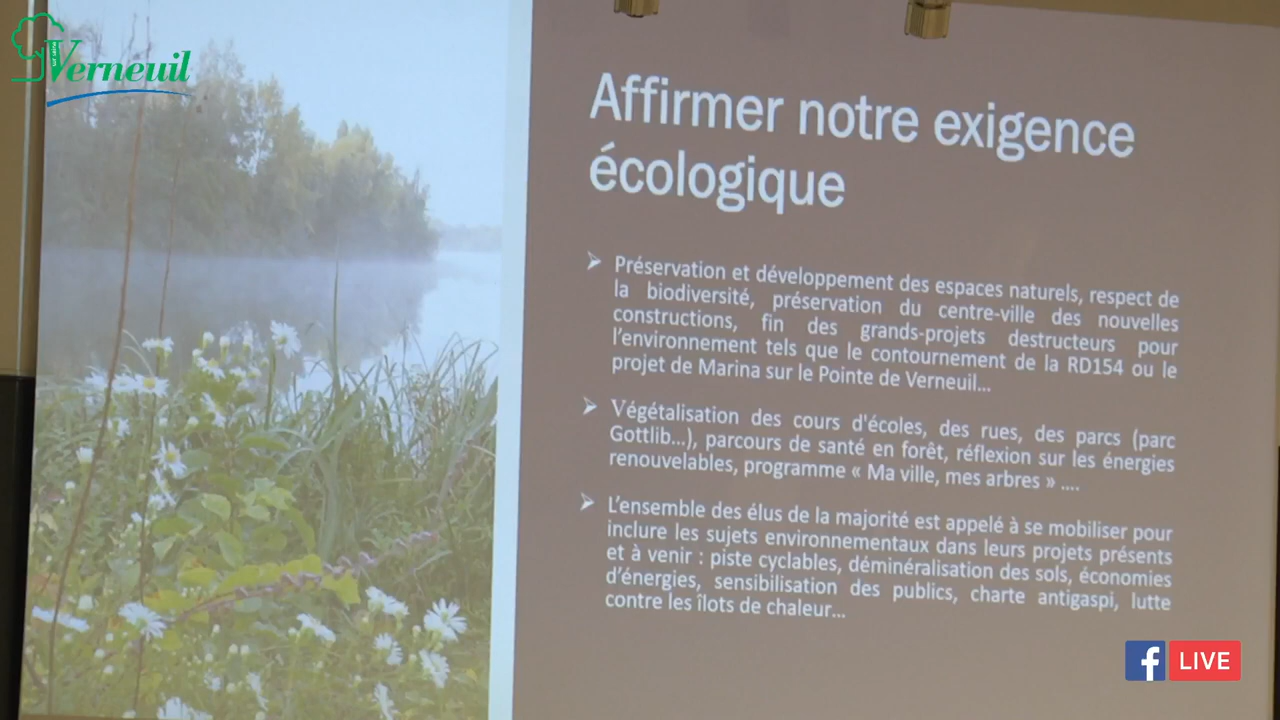 sur seine
Verneuil
Affirmer notre exigence
écologique
Préservation et développement des espaces naturels, respect de
la biodiversité, préservation du centre-ville des nouvelles
constructions, fin des grands-projets destructeurs pour
l'environnement tels que le contournement de la RD154 ou le
projet de Marina sur le Pointe de Verneuil...
Végétalisation des cours d'écoles, des rues, des parcs (parc
Gottlib...), parcours de santé en forêt, réflexion sur les énergies
renouvelables, programme « Ma ville, mes arbres » ....
L'ensemble des élus de la majorité est appelé à se mobiliser pour
inclure les sujets environnementaux dans leurs projets présents
et à venir : piste cyclables, déminéralisation des sols, économies
d'énergies, sensibilisation des publics, charte antigaspi, lutte
contre les îlots de chaleur...
f LIVE